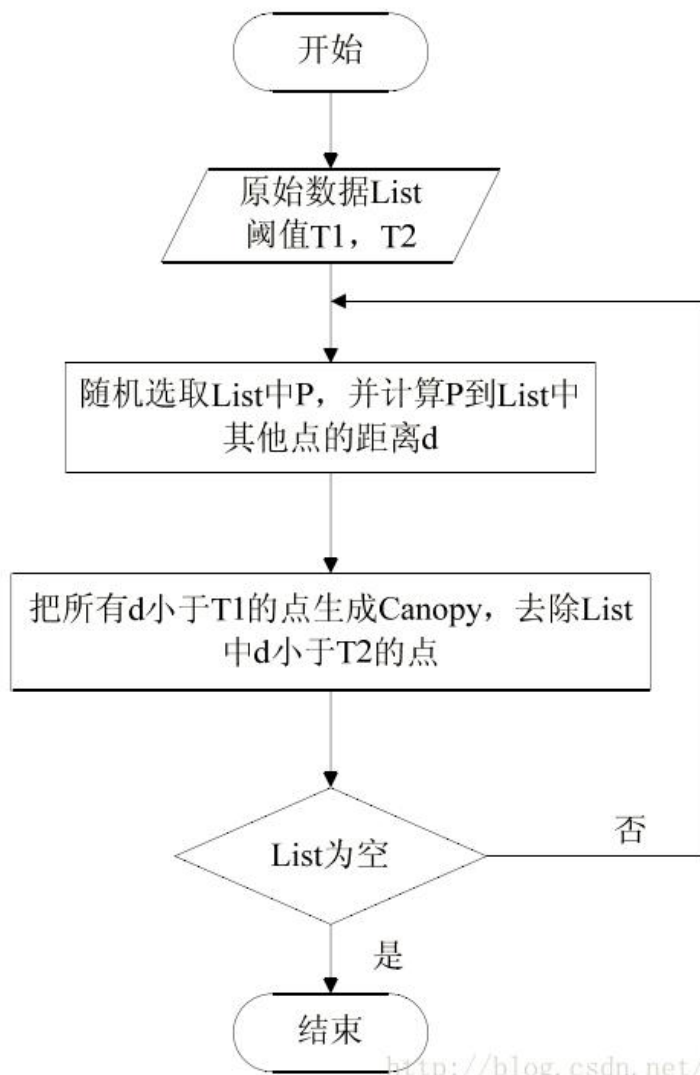 开始
原始数据List
阈值T1，T2
随机选取List中P，并计算P到List中
其他点的距离d
把所有d小于T1的点生成Canopy，去除List
中d小于T2的点
List为空
否
是
结束
http://blog.csdn.net/